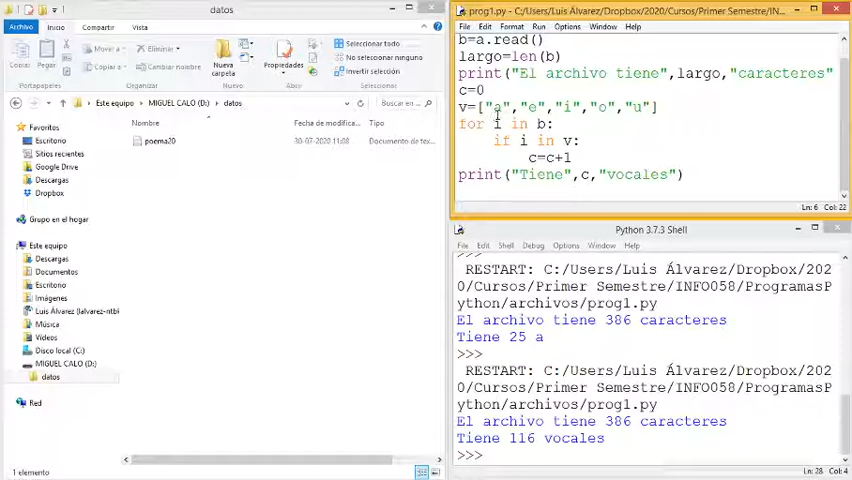 datos
Archivo
Inicio
Compartir
Vista
Copiar
Pegar
Mover a
Eliminar
Copiar a
Cambiar nombre
Nueva carpeta
Propiedades
Seleccionar todo
No seleccionar ninguno
Invertir selección
Este equipo
MIGUEL CALO (D:)
datos
Buscar en...
Nombre
Fecha de modifica...
Tipo
poema20
30-07-2020 11:08
Documento de tex...
Favoritos
Escritorio
Sitios recientes
Google Drive
Descargas
Dropbox
Grupo en el hogar
Este equipo
Descargas
Documentos
Escritorio
Imágenes
Luis Álvarez (lalvarez-ntbl
Música
Vídeos
Disco local (C:)
MIGUEL CALO (D:)
datos
Red
1 elemento
prog1.py - C:/Users/Luis Álvarez/Dropbox/2020/Cursos/Primer Semestre/IN...
File Edit Format Run Options Window Help
b=a.read()
largo=len(b)
print("El archivo tiene",largo,"caracteres"
c=0
v=["a","e","i","o","u"]
for i in b:
if i in v:
c=c+1
print("Tiene",c,"vocales")
Ln: 6 Col: 22
Python 3.7.3 Shell
File Edit Shell Debug Options Window Help
>>>
RESTART: C:/Users/Luis Álvarez/Dropbox/202
0/Cursos/Primer Semestre/INFO058/ProgramasP
ython/archivos/prog1.py
El archivo tiene 386 caracteres
Tiene 25 a
>>>
RESTART: C:/Users/Luis Álvarez/Dropbox/202
0/Cursos/Primer Semestre/INFO058/ProgramasP
ython/archivos/prog1.py
El archivo tiene 386 caracteres
Tiene 116 vocales
>>>
Ln: 28 Col: 4